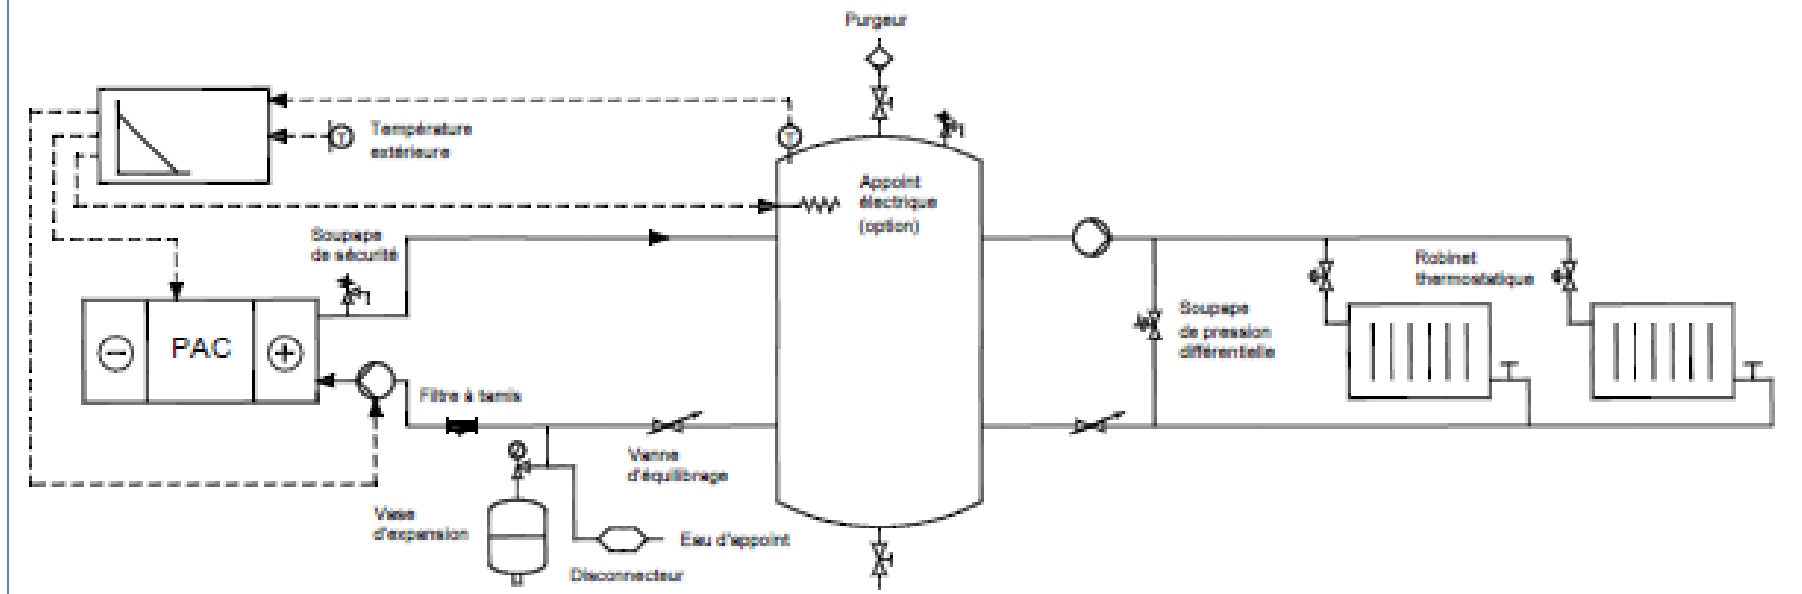 Purgeur
Température
extérieure
T
T
Appoint
électrique
(option)
Soupape
de sécurité
Robinet
thermostatique
Soupape
de pression
différentielle
PAC
Filtre à tamis
Vanne
d'équilibrage
Vase
d'expansion
Eau d'appoint
Disconnecteur